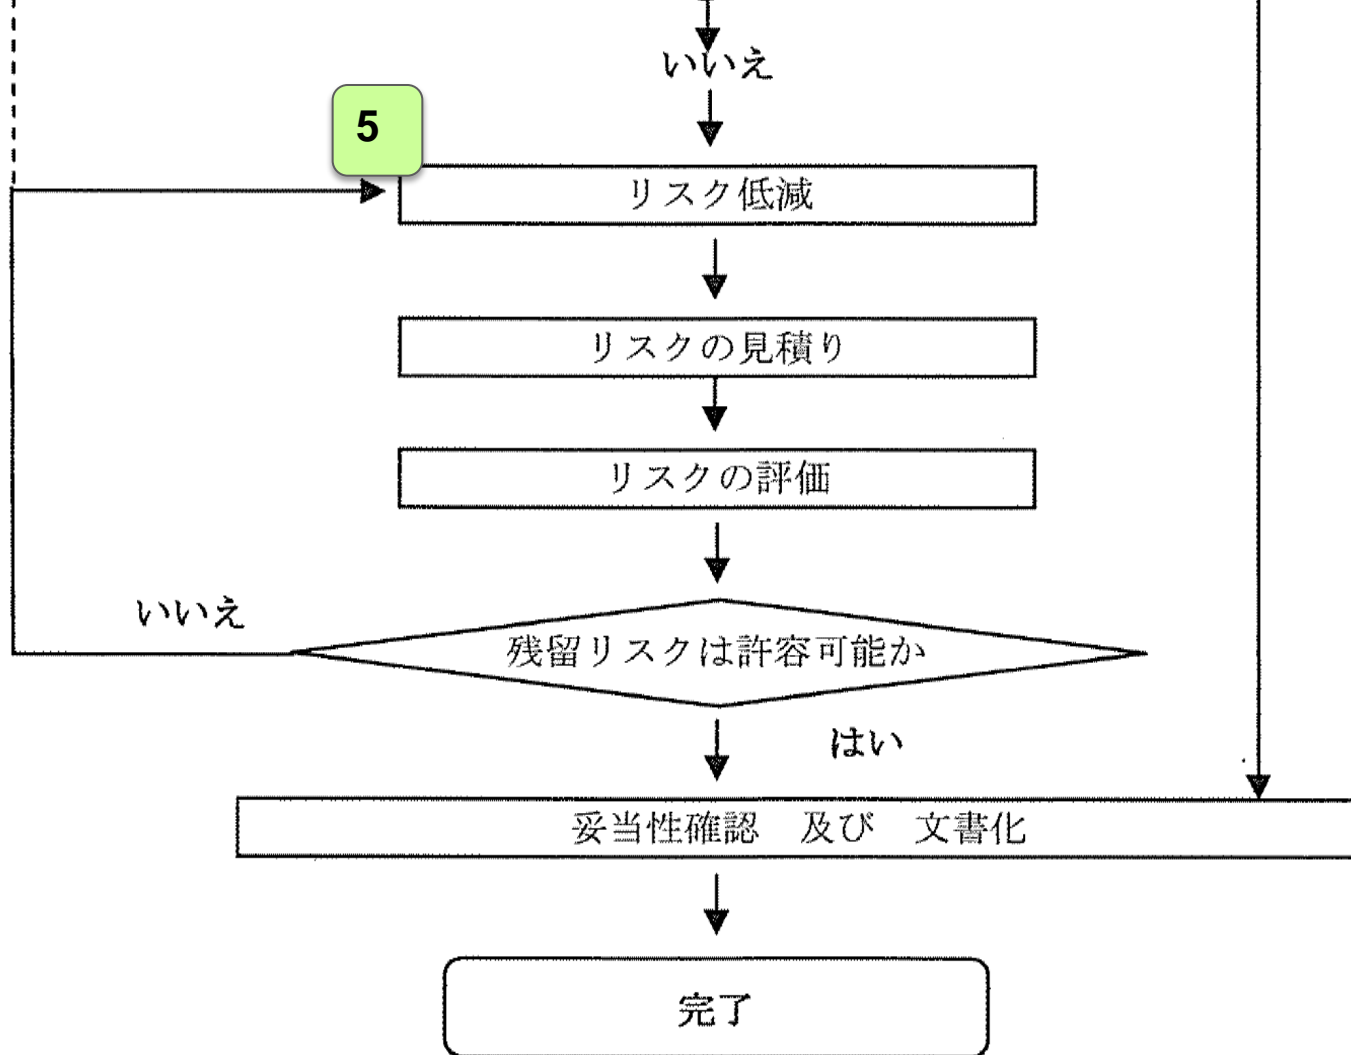 いいえ
5
リスク低減
リスクの見積り
リスクの評価
いいえ
残留リスクは許容可能か
はい
妥当性確認　及び　文書化
完了